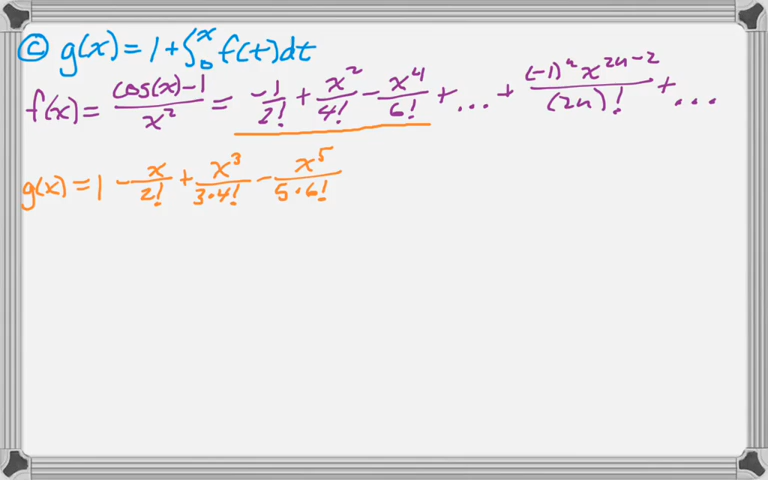 © g(x) = 1 + ∫₀ˣ f(t)dt
f(x) = (cos(x) - 1)/x² = -1/2! + x²/4! - x⁴/6! + ... + (-1)ⁿ x²ⁿ⁻²/(2n)! + ...
g(x) = 1 - x/2! + x³/(3·4!) - x⁵/(5·6!)